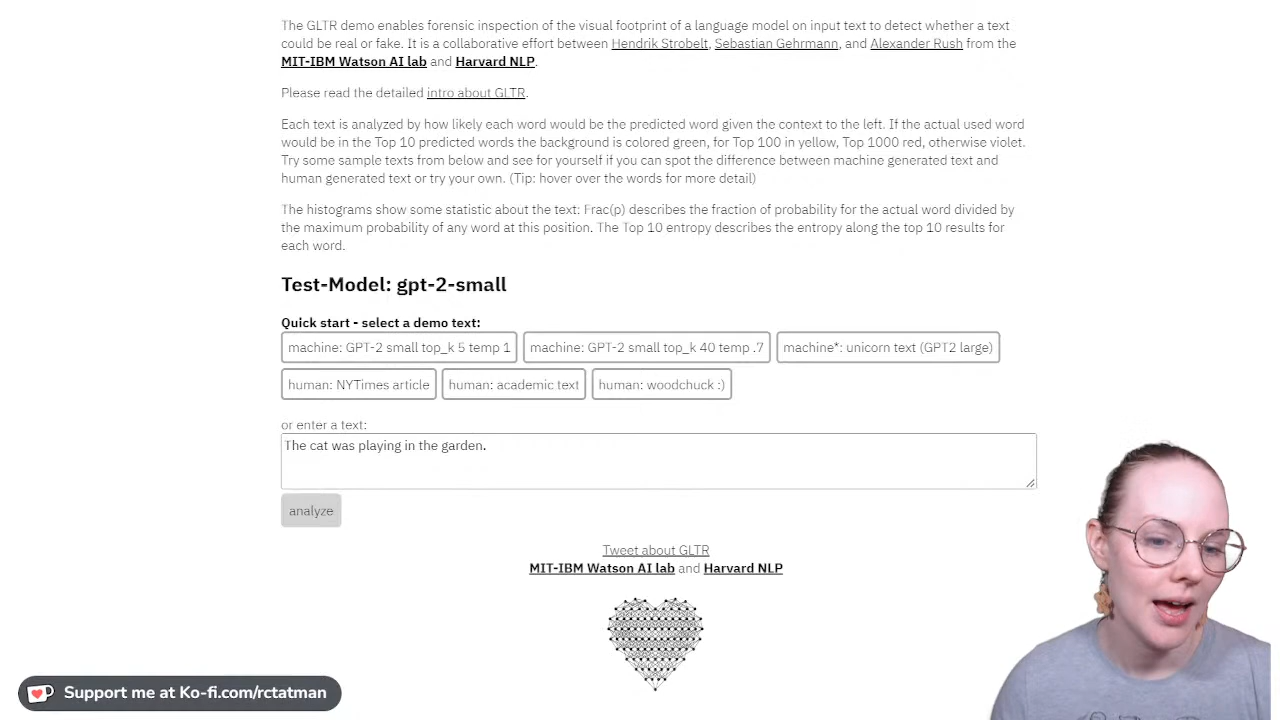 The GLTR demo enables forensic inspection of the visual footprint of a language model on input text to detect whether a text
could be real or fake. It is a collaborative effort between Hendrik Strobelt, Sebastian Gehrmann, and Alexander Rush from the
MIT-IBM Watson AI lab and Harvard NLP.
Please read the detailed intro about GLTR.
Each text is analyzed by how likely each word would be the predicted word given the context to the left. If the actual used word
would be in the Top 10 predicted words the background is colored green, for Top 100 in yellow, Top 1000 red, otherwise violet.
Try some sample texts from below and see for yourself if you can spot the difference between machine generated text and
human generated text or try your own. (Tip: hover over the words for more detail)
The histograms show some statistic about the text: Frac(p) describes the fraction of probability for the actual word divided by
the maximum probability of any word at this position. The Top 10 entropy describes the entropy along the top 10 results for
each word.
Test-Model: gpt-2-small
Quick start - select a demo text:
machine: GPT-2 small top_k 5 temp 1 machine: GPT-2 small top_k 40 temp .7 machine*: unicorn text (GPT2 large)
human: NYTimes article human: academic text human: woodchuck :)
or enter a text:
The cat was playing in the garden.
analyze
Tweet about GLTR
MIT-IBM Watson AI lab and Harvard NLP
Support me at Ko-fi.com/rctatman